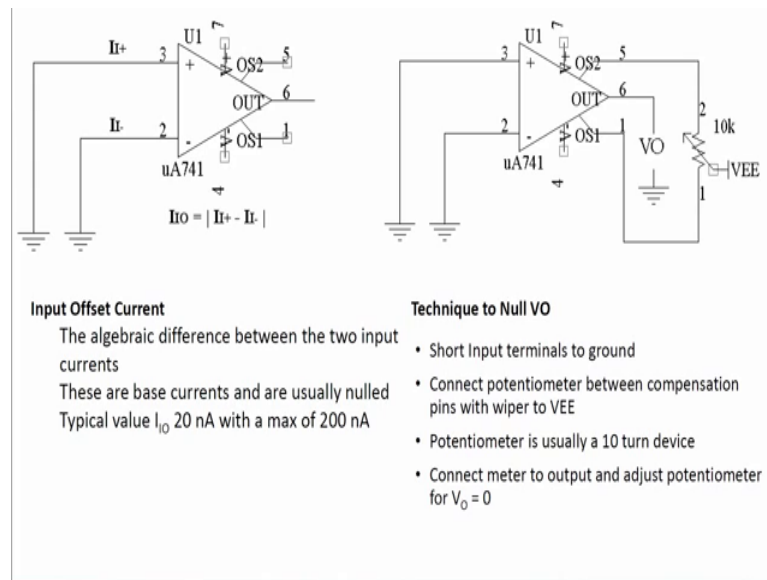 II+
3
U1
7
+
OS2
5
OUT
6
II-
2
-
OS1
1
uA741
4
IIO = | II+ - II- |
3
U1
7
+
OS2
5
OUT
6
2
-
OS1
1
uA741
4
VO
2
10k
VEE
1
Input Offset Current
The algebraic difference between the two input
currents
These are base currents and are usually nulled
Typical value IIO 20 nA with a max of 200 nA
Technique to Null VO
• Short Input terminals to ground
• Connect potentiometer between compensation
pins with wiper to VEE
• Potentiometer is usually a 10 turn device
• Connect meter to output and adjust potentiometer
for VO = 0